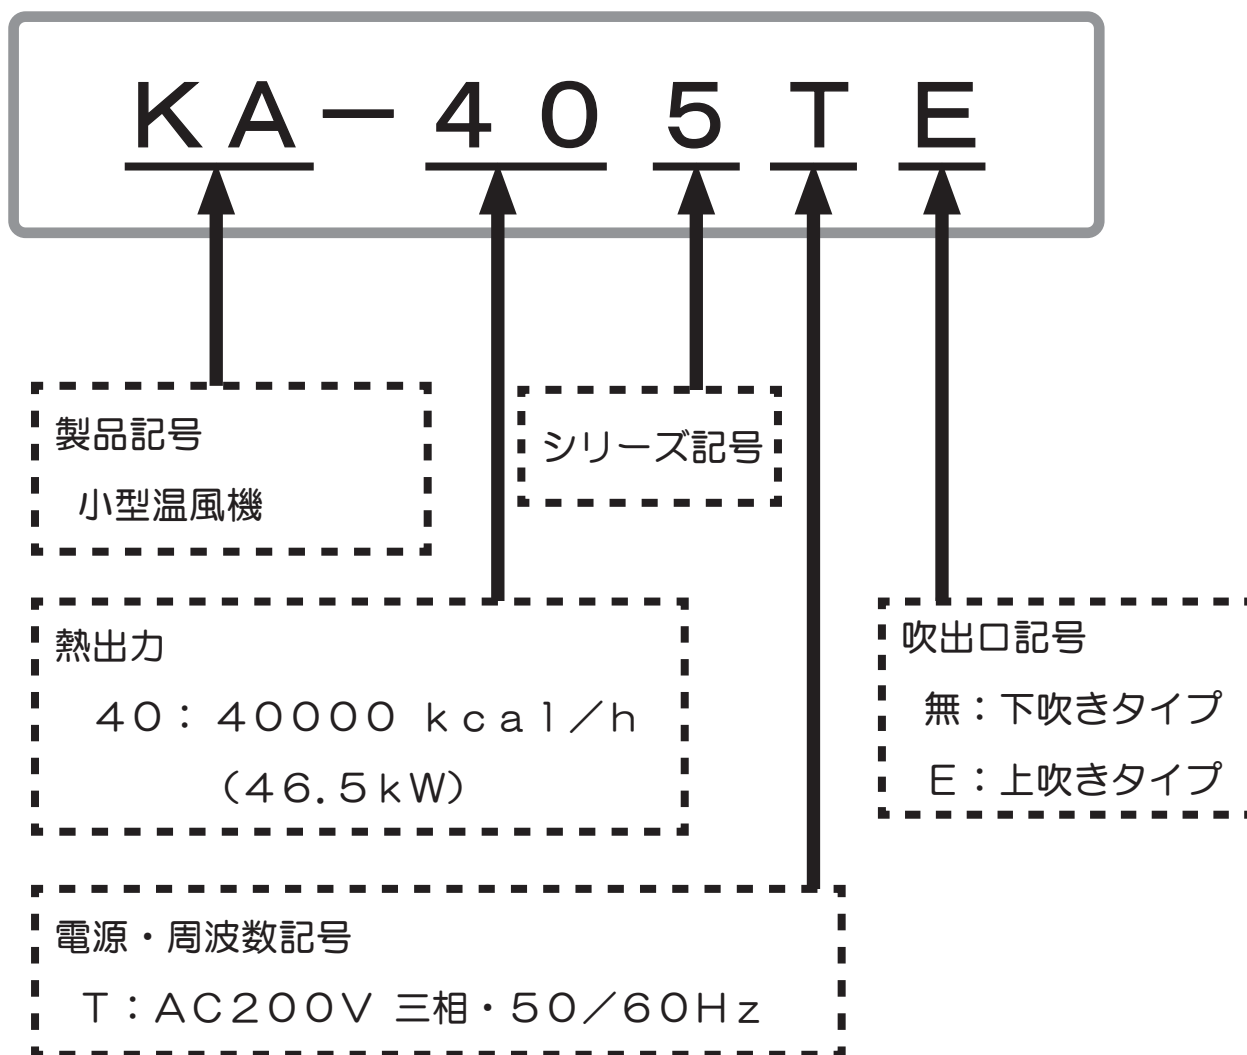 ＫＡ－４０５ＴＥ
製品記号
小型温風機
シリーズ記号
熱出力
４０：４００００ ｋｃａｌ／ｈ
（４６．５ｋＷ）
吹出口記号
無：下吹きタイプ
Ｅ：上吹きタイプ
電源・周波数記号
Ｔ：ＡＣ２００Ｖ 三相・５０／６０Ｈｚ